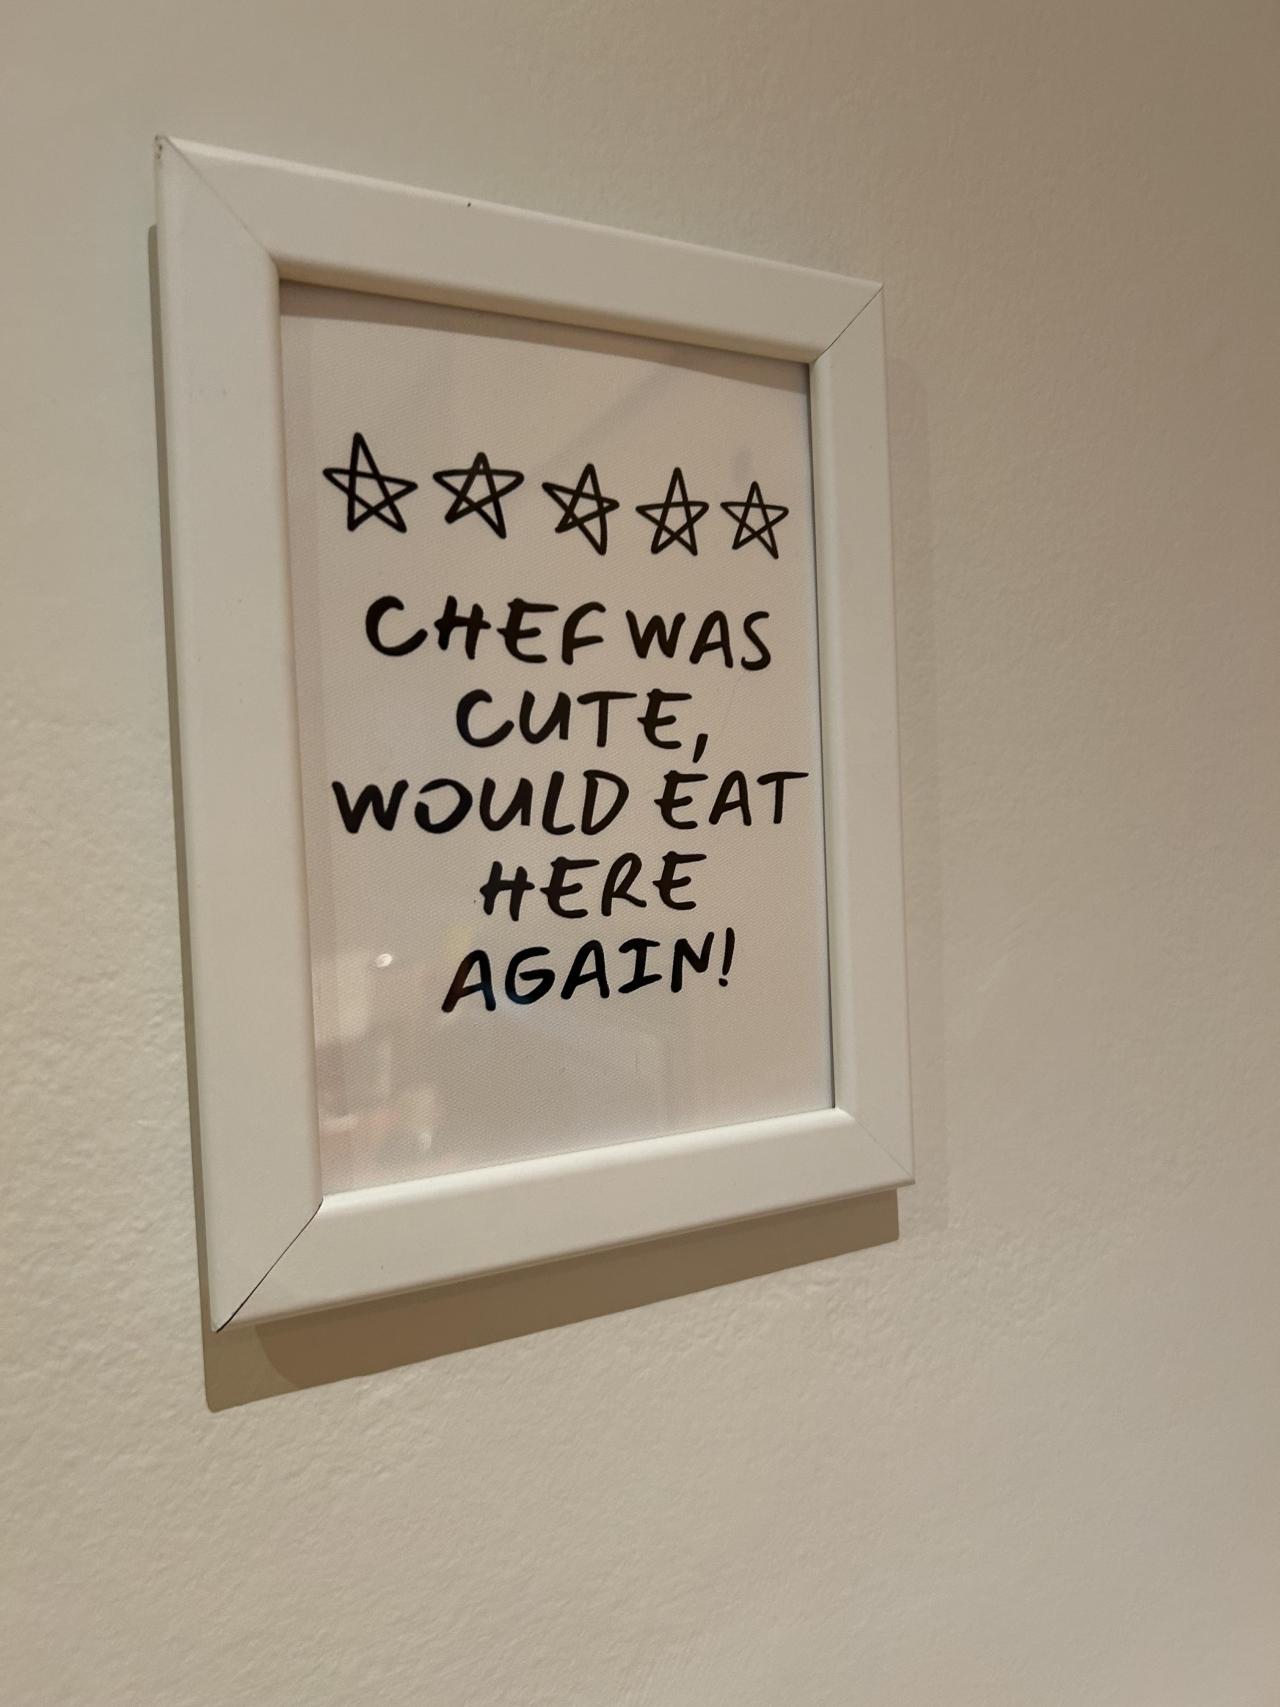 CHEF WAS
CUTE,
WOULD EAT
HERE
AGAIN!